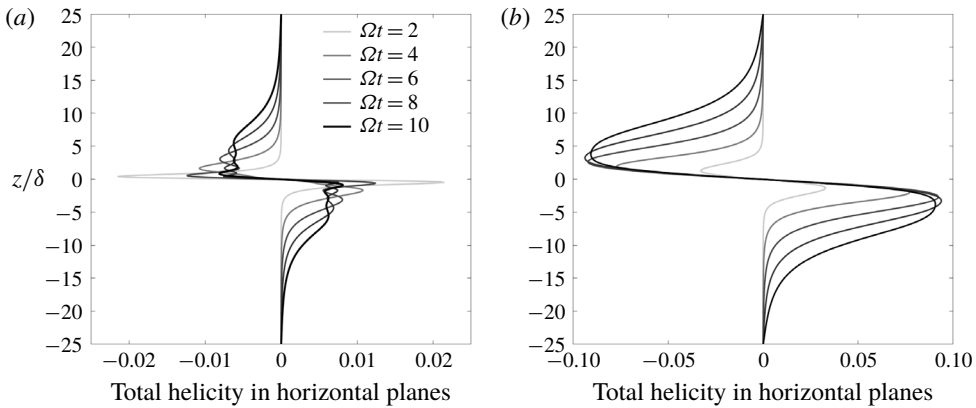 (a)
25
20
15
10
5
z/δ 0
−5
−10
−15
−20
−25
−0.02 −0.01 0 0.01 0.02
Total helicity in horizontal planes
Ωt = 2
Ωt = 4
Ωt = 6
Ωt = 8
Ωt = 10
(b)
25
20
15
10
5
0
−5
−10
−15
−20
−25
−0.10 −0.05 0 0.05 0.10
Total helicity in horizontal planes